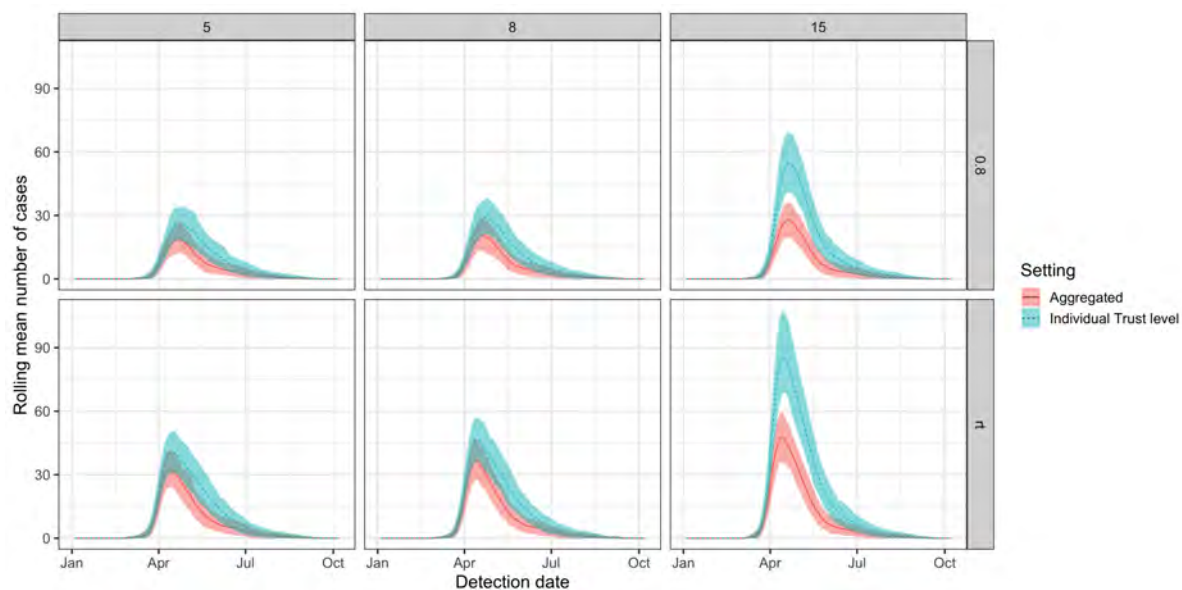 5 8 15
90
60
30
0
0.8
Rolling mean number of cases
90
60
30
0
rt
Jan Apr Jul Oct Jan Apr Jul Oct Jan Apr Jul Oct
Detection date
Setting
Aggregated
Individual Trust level